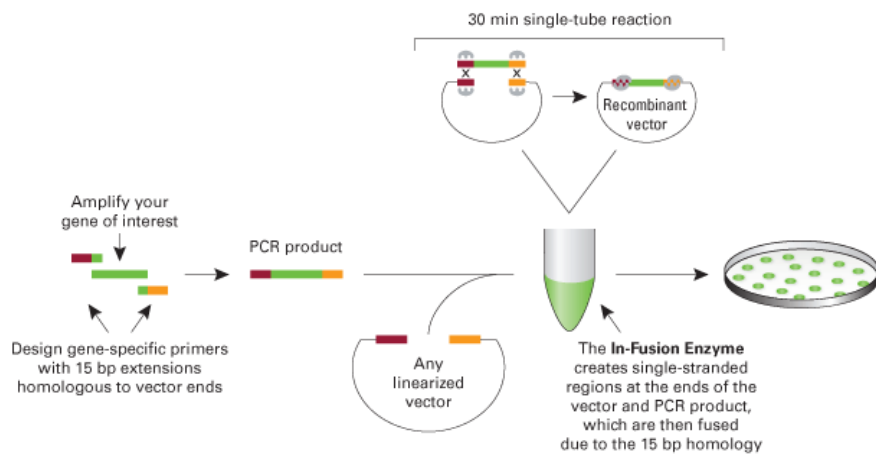 30 min single-tube reaction
Recombinant
vector
Amplify your
gene of interest
PCR product
Design gene-specific primers
with 15 bp extensions
homologous to vector ends
Any
linearized
vector
The In-Fusion Enzyme
creates single-stranded
regions at the ends of the
vector and PCR product,
which are then fused
due to the 15 bp homology